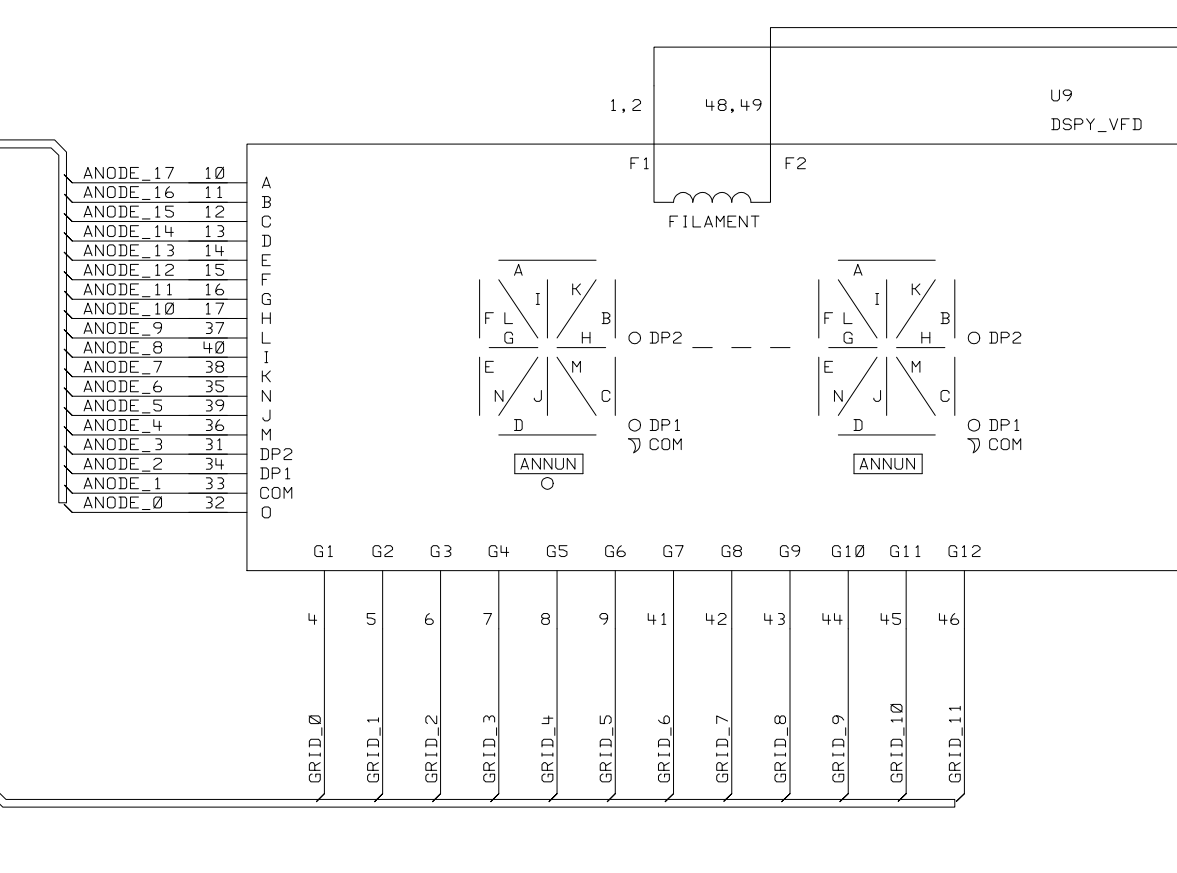 1,2 48,49 U9
DSPY_VFD
F1 F2
FILAMENT
ANODE_17 10 A
ANODE_16 11 B
ANODE_15 12 C
ANODE_14 13 D
ANODE_13 14 E
ANODE_12 15 F
ANODE_11 16 G
ANODE_10 17 H
ANODE_9 37 L
ANODE_8 40 I
ANODE_7 38 K
ANODE_6 35 N
ANODE_5 39 J
ANODE_4 36 M
ANODE_3 31 DP2
ANODE_2 34 DP1
ANODE_1 33 COM
ANODE_0 32 O
A A
I K I K
F L B F L B
G H DP2 G H DP2
E M E M
N J C N J C
D DP1 D DP1
COM COM
ANNUN ANNUN
G1 G2 G3 G4 G5 G6 G7 G8 G9 G10 G11 G12
4 5 6 7 8 9 41 42 43 44 45 46
GRID_0 GRID_1 GRID_2 GRID_3 GRID_4 GRID_5 GRID_6 GRID_7 GRID_8 GRID_9 GRID_10 GRID_11